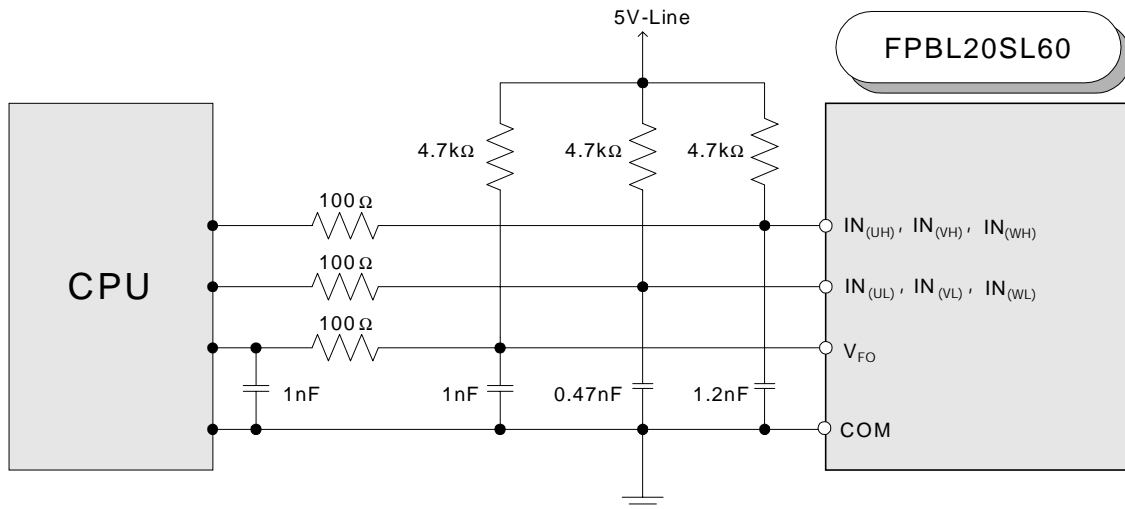 5V-Line
FPBL20SL60
4.7kΩ
4.7kΩ
4.7kΩ
100Ω
IN(UH), IN(VH), IN(WH)
CPU
100Ω
IN(UL), IN(VL), IN(WL)
100Ω
VFO
1nF
1nF
0.47nF
1.2nF
COM